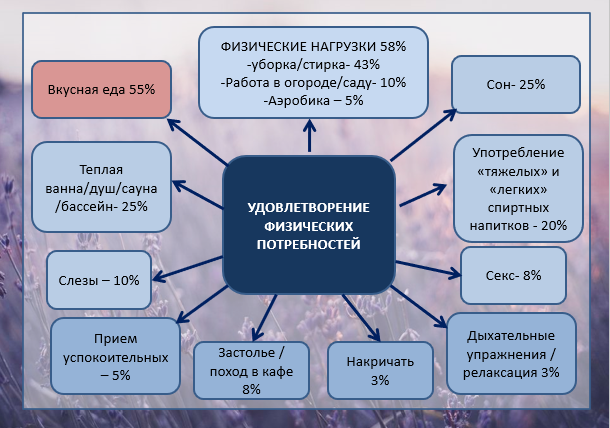 ФИЗИЧЕСКИЕ НАГРУЗКИ 58%
-уборка/стирка- 43%
-Работа в огороде/саду- 10%
-Аэробика – 5%
Вкусная еда 55%
Сон- 25%
Теплая
ванна/душ/сауна
/бассейн- 25%
УДОВЛЕТВОРЕНИЕ
ФИЗИЧЕСКИХ
ПОТРЕБНОСТЕЙ
Употребление
«тяжелых» и
«легких»
спиртных
напитков - 20%
Слезы – 10%
Секс- 8%
Прием
успокоительных
– 5%
Застолье /
поход в кафе
8%
Накричать
3%
Дыхательные
упражнения /
релаксация 3%